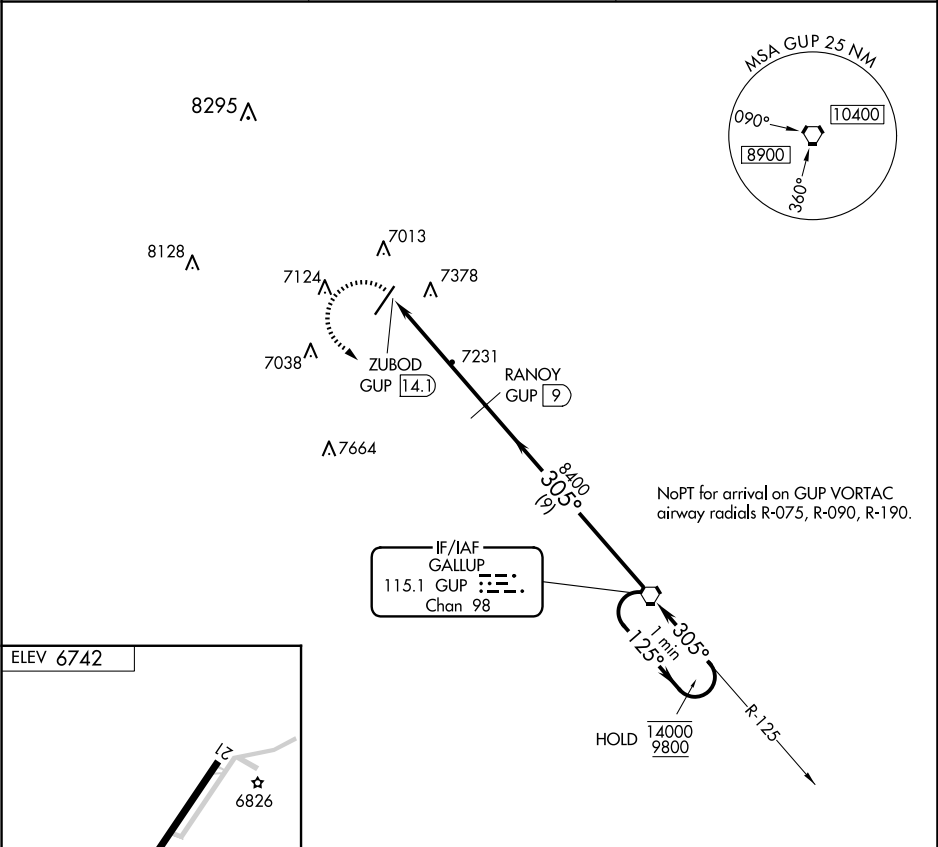 MSA GUP 25 NM
090°
10400
8900
360°
8295
8128
7013
7124
7378
7038
ZUBOD
GUP 14.1
7231
RANOY
GUP 9
7664
8400
305°
(9)
NoPT for arrival on GUP VORTAC
airway radials R-075, R-090, R-190.
IF/IAF
GALLUP
115.1 GUP
Chan 98
305°
1 min
125°
R-125
HOLD
14000
9800
ELEV 6742
21
6826